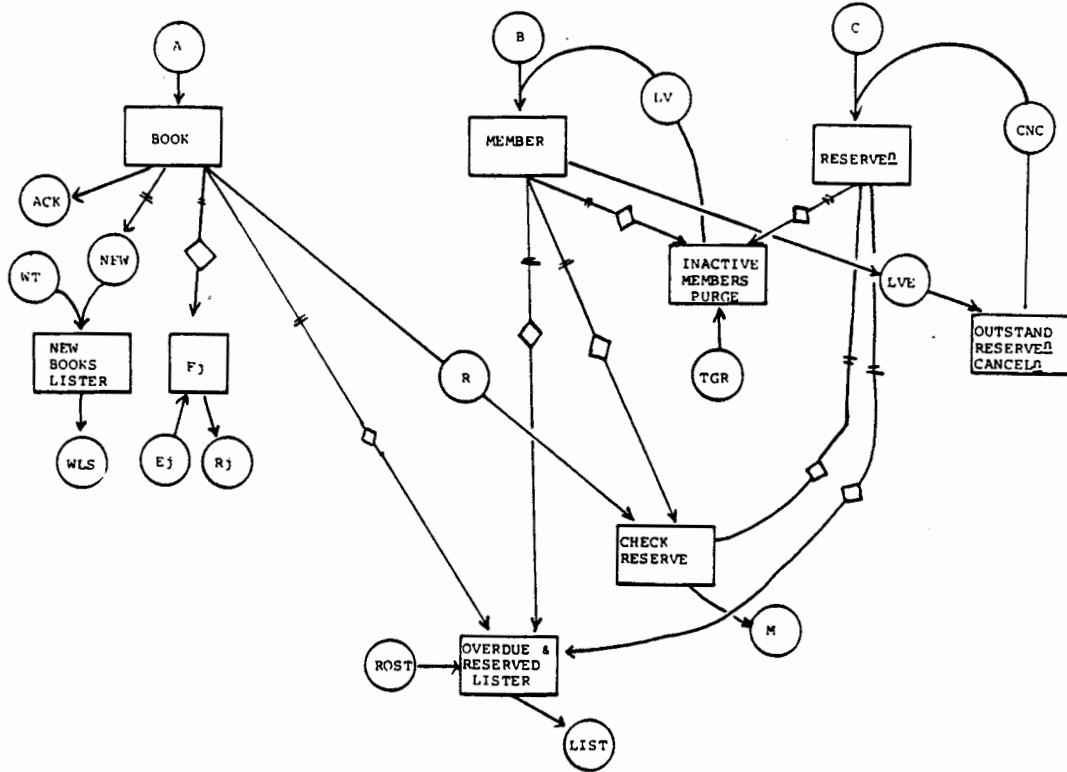 A
B
C
LV
CNC
BOOK
MEMBER
RESERVEn
ACK
NEW
WT
INACTIVE
MEMBERS
PURGE
LVE
OUTSTAND
RESERVEn
CANCELn
NEW
BOOKS
LISTER
Fj
R
TGR
WLS
Ej
Rj
CHECK
RESERVE
M
ROST
OVERDUE &
RESERVED
LISTER
LIST